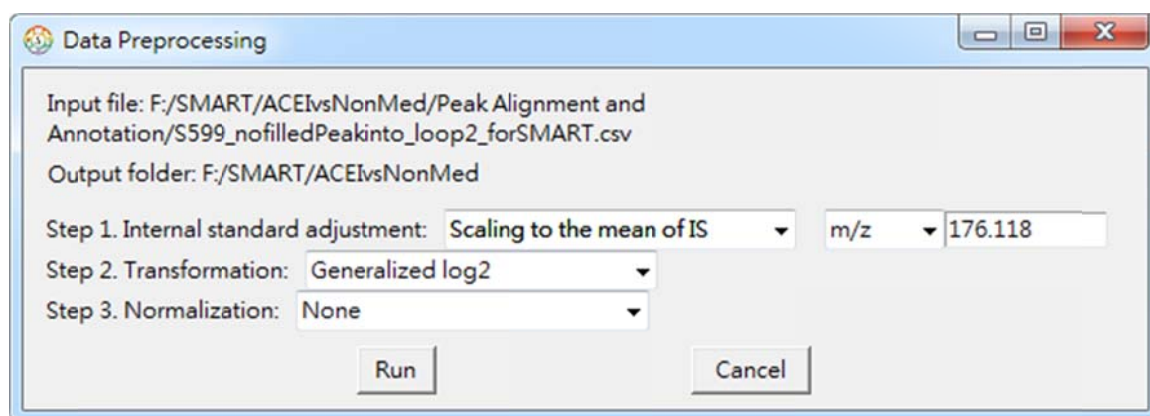 Data Preprocessing
Input file: F:/SMART/ACEIvsNonMed/Peak Alignment and
Annotation/S599_nofilledPeakinto_loop2_forSMART.csv
Output folder: F:/SMART/ACEIvsNonMed
Step 1. Internal standard adjustment: Scaling to the mean of IS m/z 176.118
Step 2. Transformation: Generalized log2
Step 3. Normalization: None
Run Cancel